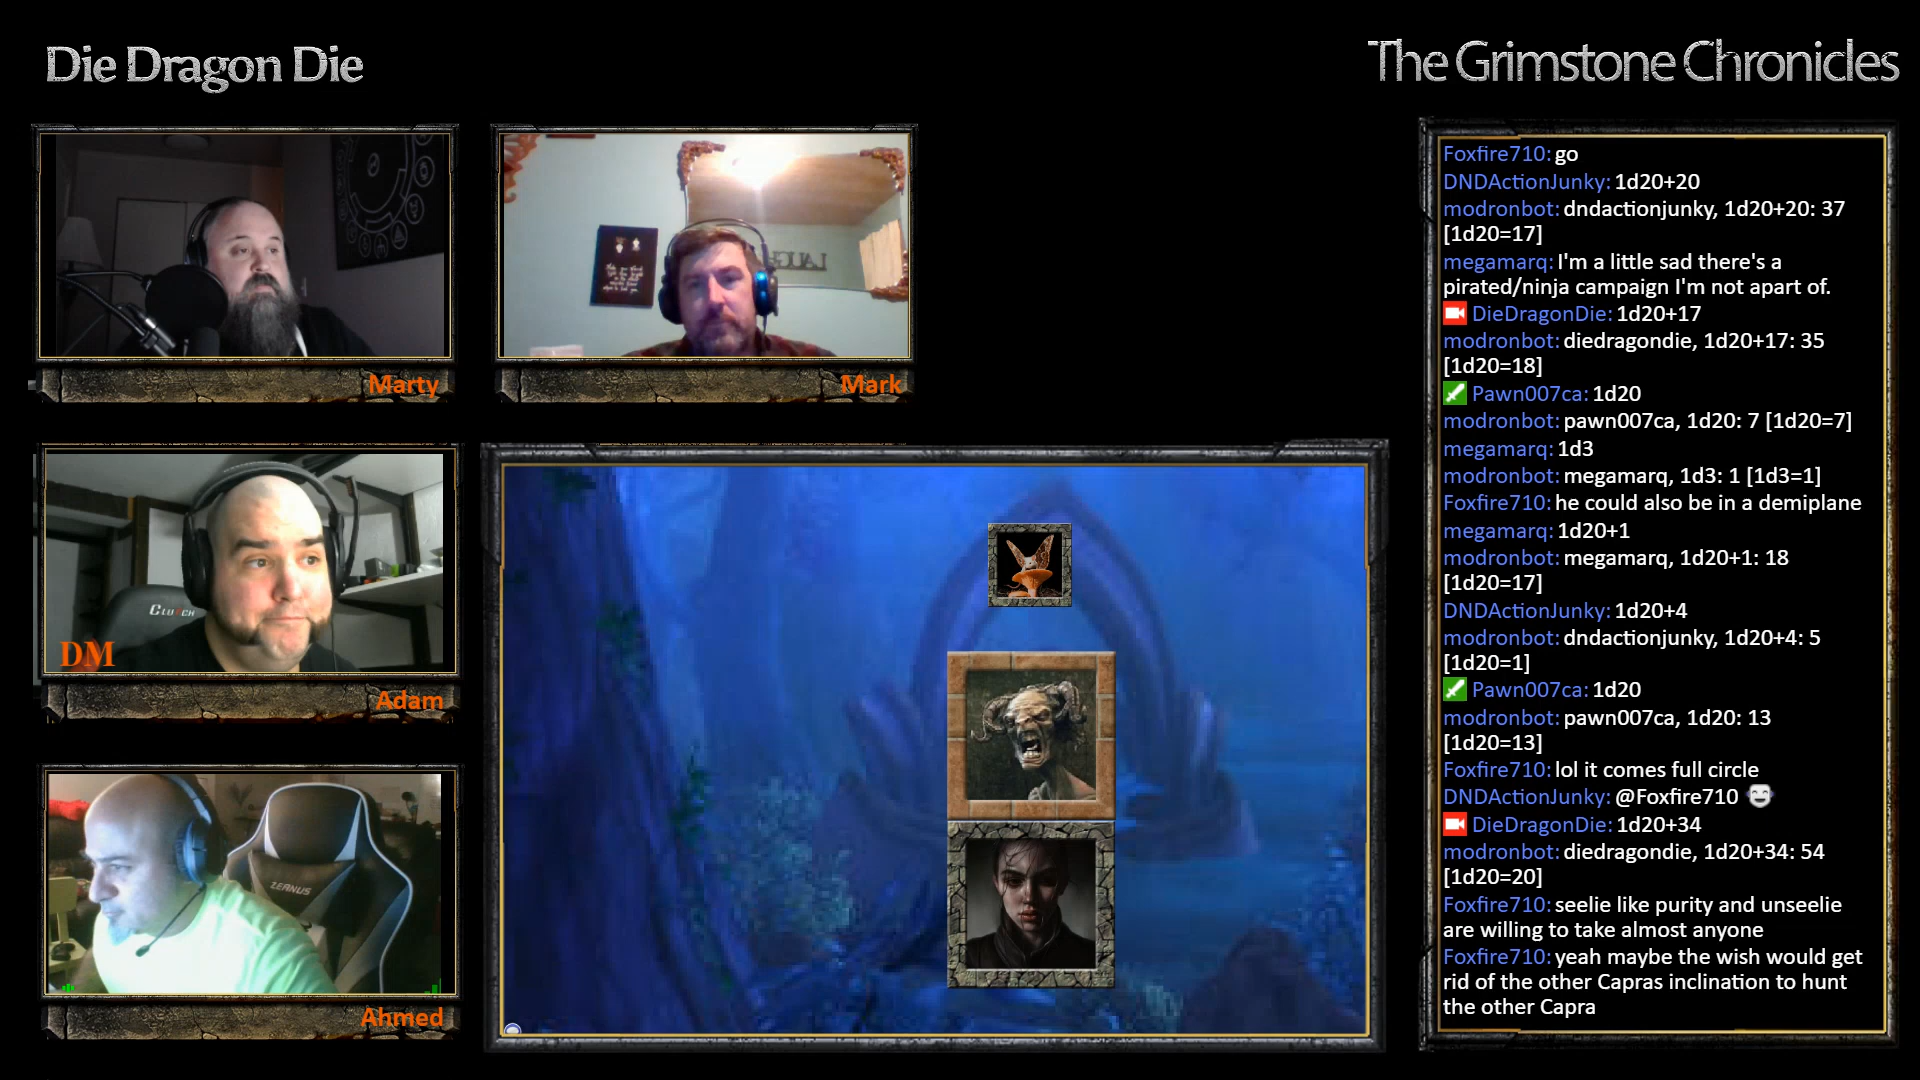 Die Dragon Die
The Grimstone Chronicles
Marty
LAUGH
Mark
CLUTCH
DM
Adam
ZERNUS
Ahmed
Foxfire710: go
DNDActionJunky: 1d20+20
modronbot: dndactionjunky, 1d20+20: 37
[1d20=17]
megamarq: I'm a little sad there's a
pirated/ninja campaign I'm not apart of.
DieDragonDie: 1d20+17
modronbot: diedragondie, 1d20+17: 35
[1d20=18]
Pawn007ca: 1d20
modronbot: pawn007ca, 1d20: 7 [1d20=7]
megamarq: 1d3
modronbot: megamarq, 1d3: 1 [1d3=1]
Foxfire710: he could also be in a demiplane
megamarq: 1d20+1
modronbot: megamarq, 1d20+1: 18
[1d20=17]
DNDActionJunky: 1d20+4
modronbot: dndactionjunky, 1d20+4: 5
[1d20=1]
Pawn007ca: 1d20
modronbot: pawn007ca, 1d20: 13
[1d20=13]
Foxfire710: lol it comes full circle
DNDActionJunky: @Foxfire710
DieDragonDie: 1d20+34
modronbot: diedragondie, 1d20+34: 54
[1d20=20]
Foxfire710: seelie like purity and unseelie
are willing to take almost anyone
Foxfire710: yeah maybe the wish would get
rid of the other Capras inclination to hunt
the other Capra